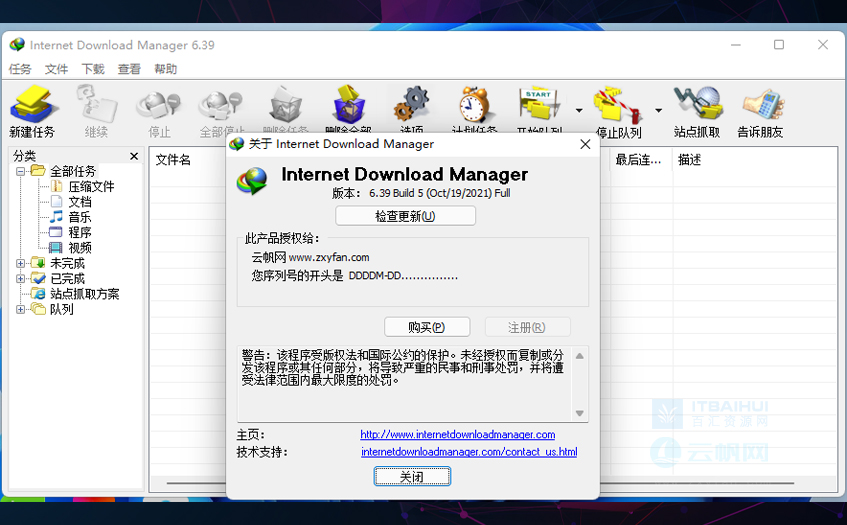 Internet Download Manager 6.39
任务 文件 下载 查看 帮助
新建任务 继续 停止 全部停止 删除任务 删除全部 选项 计划任务 开始队列 停止队列 站点抓取 告诉朋友
START
分类
全部任务
压缩文件
文档
音乐
程序
视频
未完成
已完成
站点抓取方案
队列
文件名 最后连... 描述
关于 Internet Download Manager
Internet Download Manager
版本: 6.39 Build 5 (Oct/19/2021) Full
检查更新(U)
此产品授权给:
云帆网 www.zxyfan.com
您序列号的开头是 DDDDM-DD...............
购买(P) 注册(R)
警告: 该程序受版权法和国际公约的保护。未经授权而复制或分
发该程序或其任何部分，将导致严重的民事和刑事处罚，并将遭
受法律范围内最大限度的处罚。
主页: http://www.internetdownloadmanager.com
技术支持: internetdownloadmanager.com/contact_us.html
关闭
ITBAIHUI
百汇资源网
云帆网